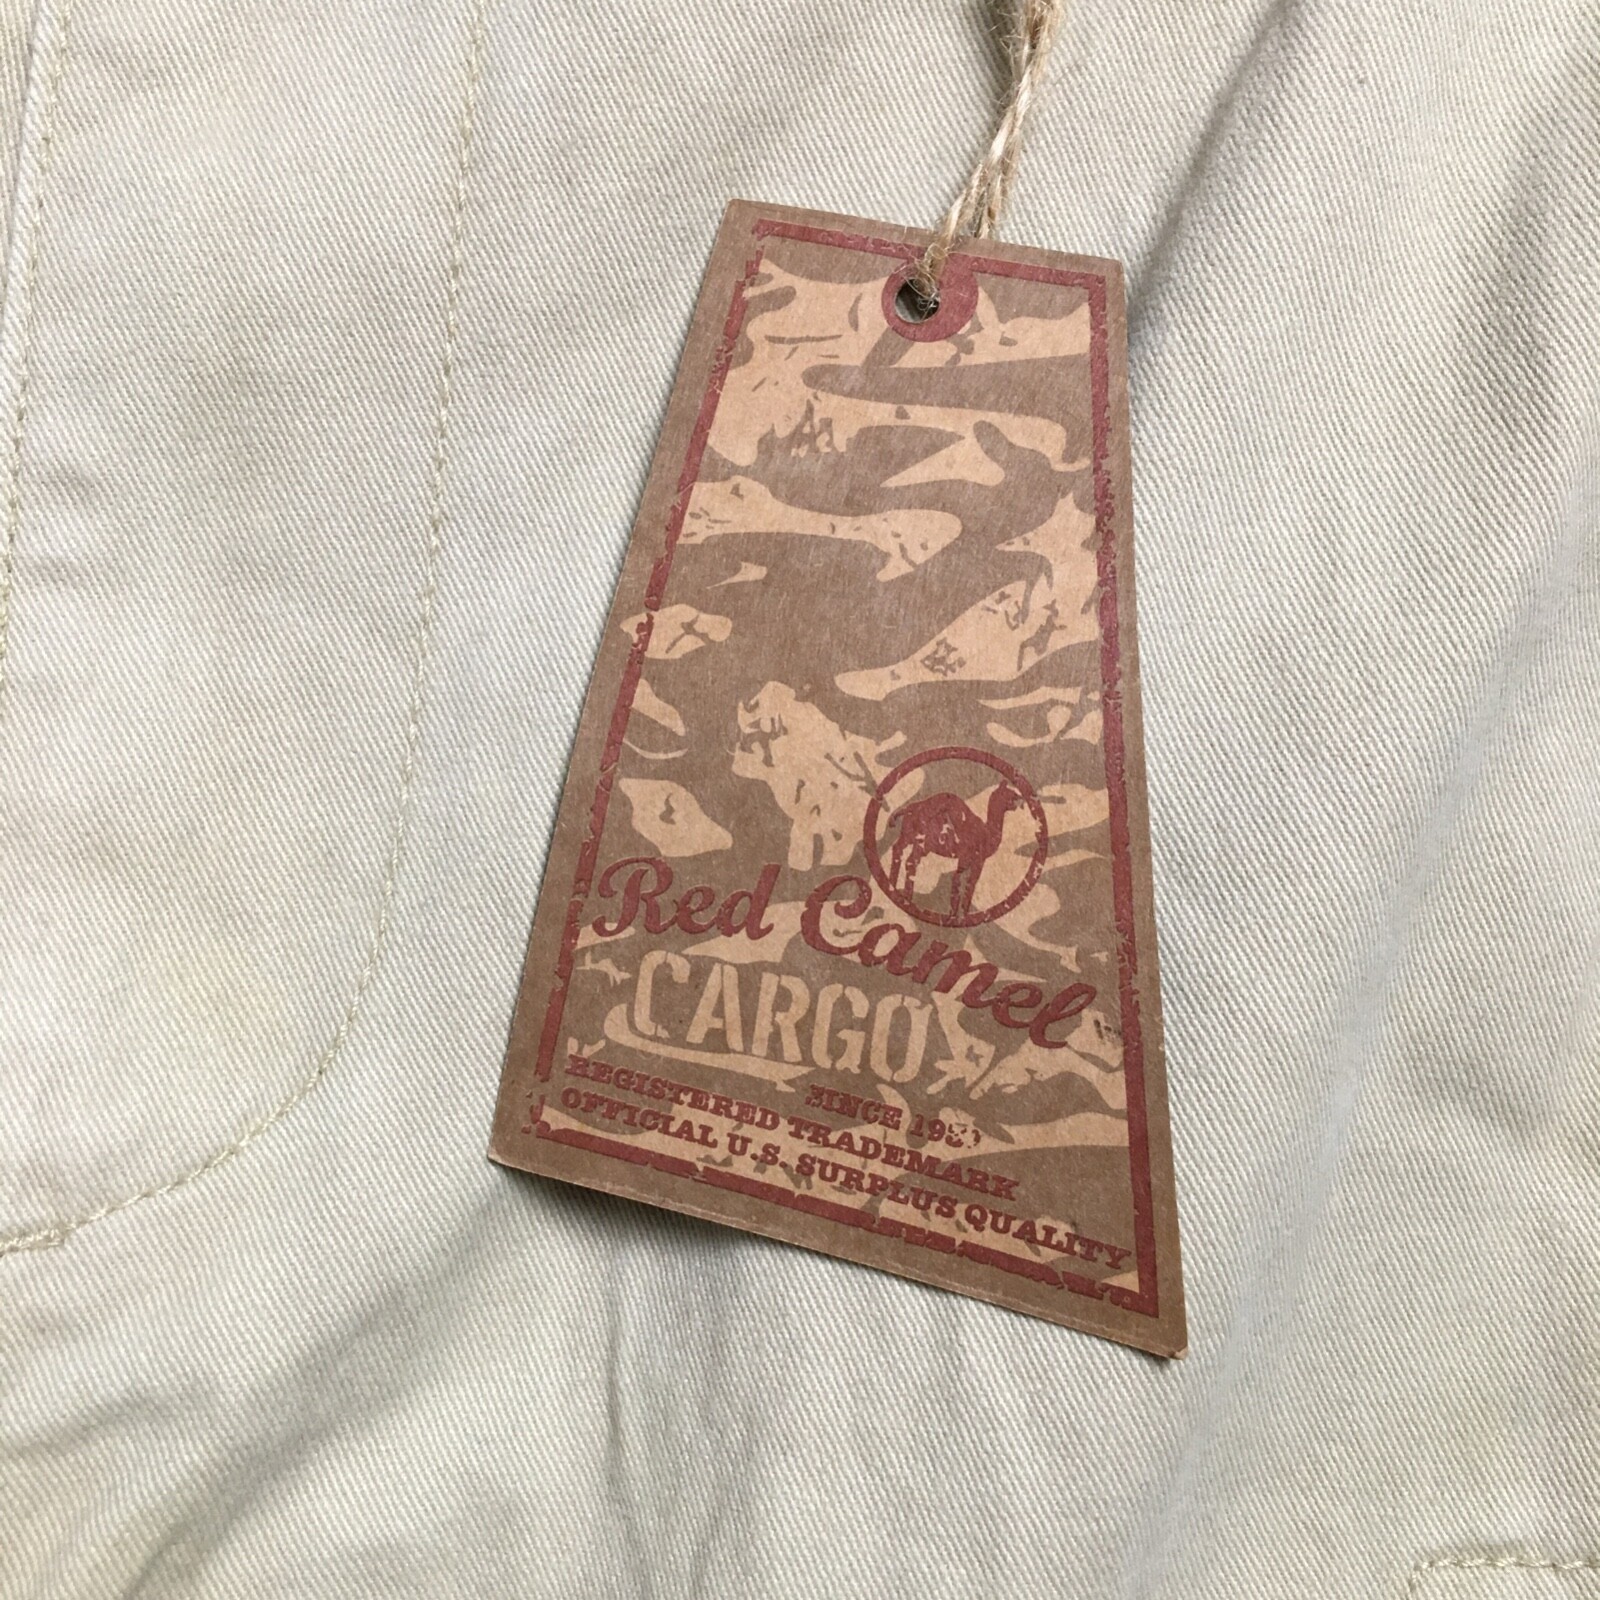 Red Camel
CARGO
SINCE
REGISTERED TRADEMARK
OFFICIAL U.S. SURPLUS QUALITY